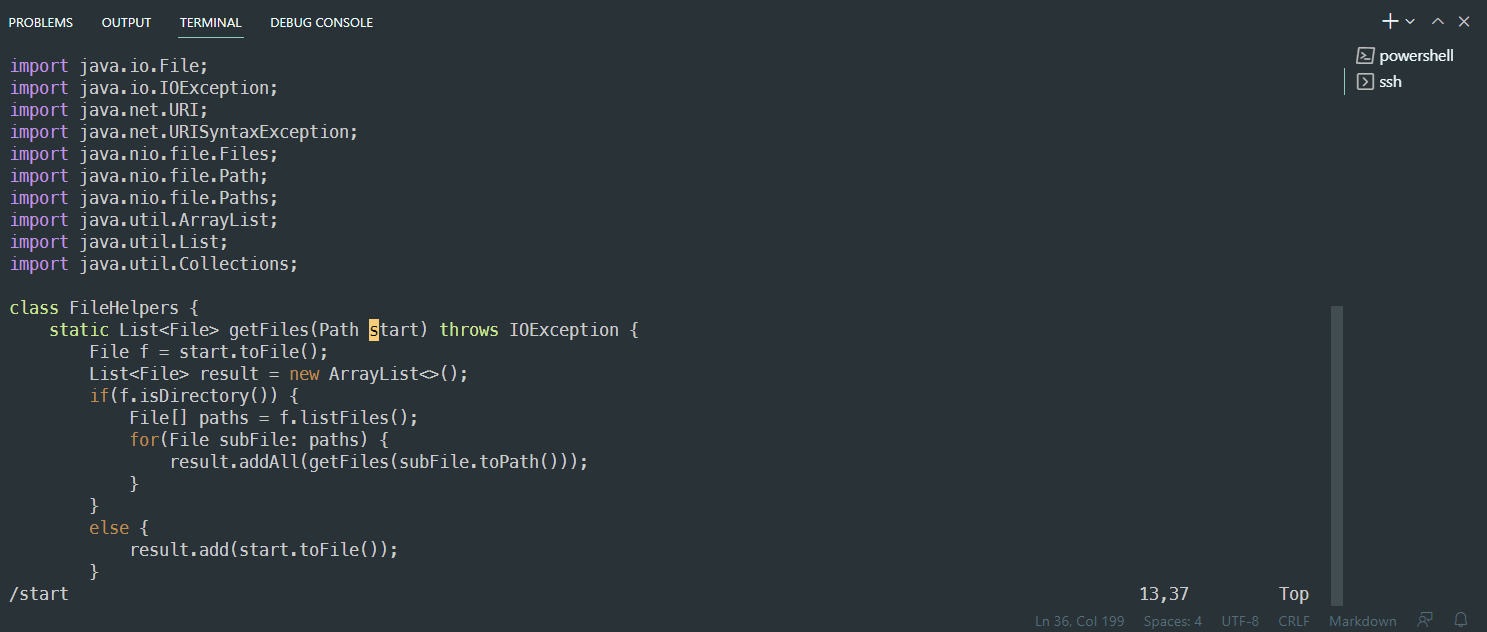 PROBLEMS OUTPUT TERMINAL DEBUG CONSOLE
powershell
ssh
import java.io.File;
import java.io.IOException;
import java.net.URI;
import java.net.URISyntaxException;
import java.nio.file.Files;
import java.nio.file.Path;
import java.nio.file.Paths;
import java.util.ArrayList;
import java.util.List;
import java.util.Collections;

class FileHelpers {
    static List<File> getFiles(Path start) throws IOException {
        File f = start.toFile();
        List<File> result = new ArrayList<>();
        if(f.isDirectory()) {
            File[] paths = f.listFiles();
            for(File subFile: paths) {
                result.addAll(getFiles(subFile.toPath()));
            }
        }
        else {
            result.add(start.toFile());
        }
/start 13,37 Top
Ln 36, Col 199 Spaces: 4 UTF-8 CRLF Markdown